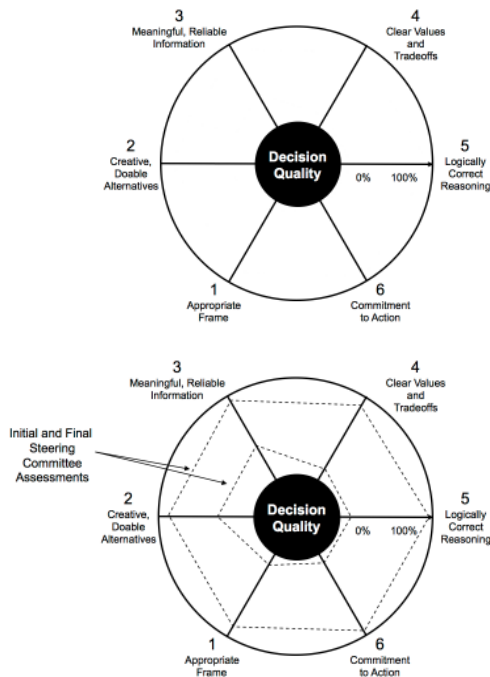 3
Meaningful, Reliable
Information
4
Clear Values
and
Tradeoffs
2
Creative,
Doable
Alternatives
Decision
Quality
0% 100%
5
Logically
Correct
Reasoning
1
Appropriate
Frame
6
Commitment
to Action
3
Meaningful, Reliable
Information
4
Clear Values
and
Tradeoffs
Initial and Final
Steering
Committee
Assessments
2
Creative,
Doable
Alternatives
Decision
Quality
0% 100%
5
Logically
Correct
Reasoning
1
Appropriate
Frame
6
Commitment
to Action